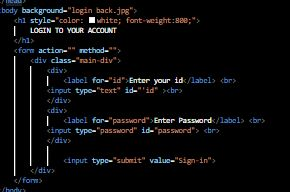 </head>
<body background="login back.jpg">
<h1 style="color: white; font-weight:800;">
LOGIN TO YOUR ACCOUNT
</h1>
<form action="" method="">
<div class="main-div">
<div>
<label for="id">Enter your id</label> <br>
<input type="text" id="'id" ><br>
</div>
<div>
<label for="password">Enter Password</label> <br>
<input type="password" id="password"> <br>
</div>
<input type="submit" value="Sign-in">
</div>
</form>
</body>